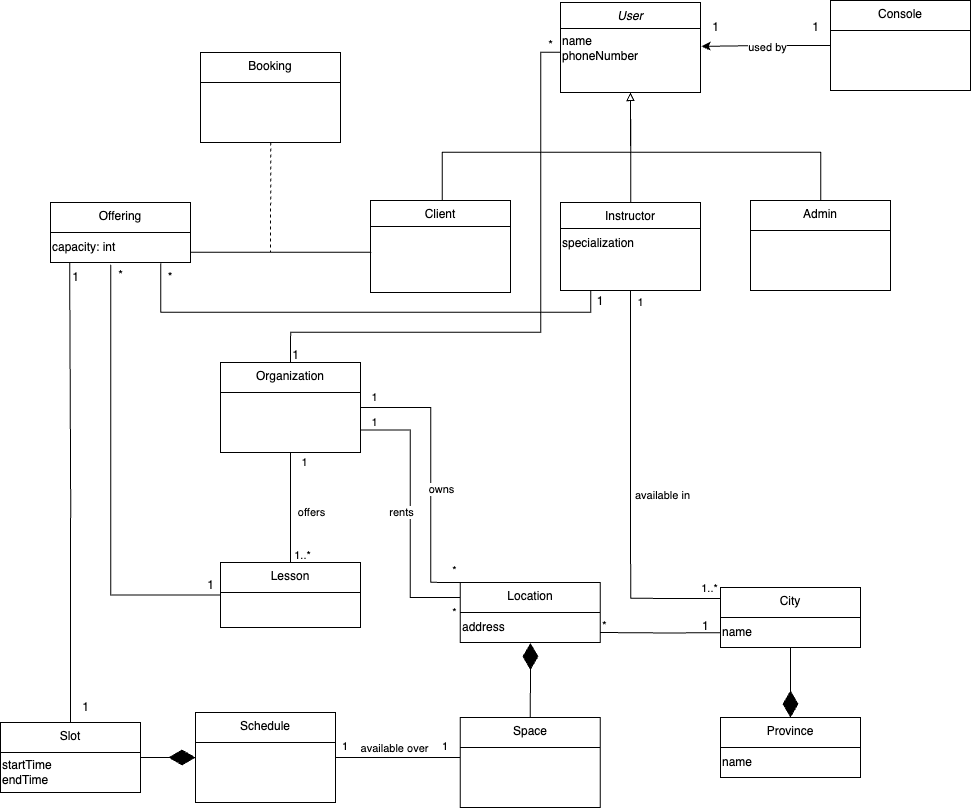 User
name
phoneNumber
1
1
used by
Console
*
Booking
Offering
capacity: int
Client
Instructor
specialization
Admin
1
*
*
1
1
1
Organization
1
1
1
owns
offers
rents
available in
1..*
*
1
Lesson
*
Location
address
1..*
*
1
City
name
1
Slot
startTime
endTime
Schedule
1
available over
1
Space
Province
name